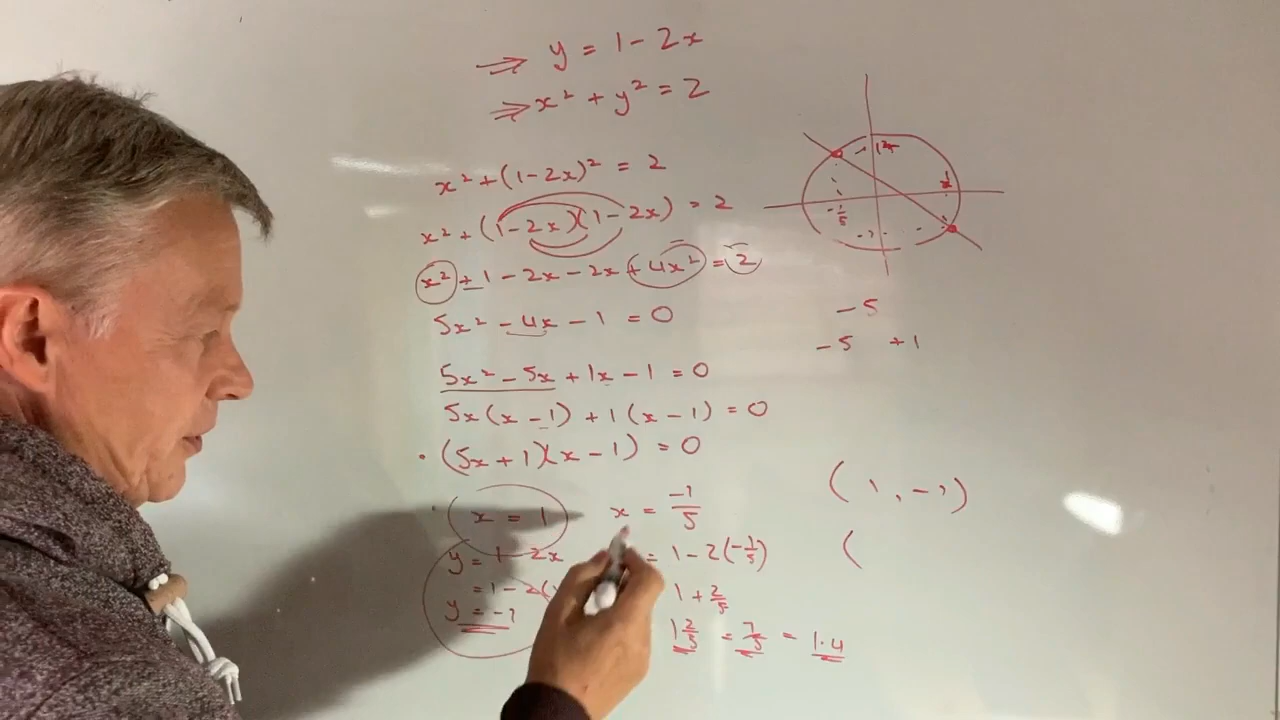 ⇒ y = 1 - 2x
⇒ x² + y² = 2
x² + (1 - 2x)² = 2
x² + (1 - 2x)(1 - 2x) = 2
x² + 1 - 2x - 2x + 4x² = 2
5x² - 4x - 1 = 0
5x² - 5x + 1x - 1 = 0
5x(x - 1) + 1(x - 1) = 0
(5x + 1)(x - 1) = 0
x = 1
y = 1 - 2x
= 1 - 2(
y = -1
x = -1/5
= 1 - 2(-1/5)
1 + 2/5
1 2/5 = 7/5 = 1.4
-1/5
1
-1
-5
-5 +1
(1, -1)
(